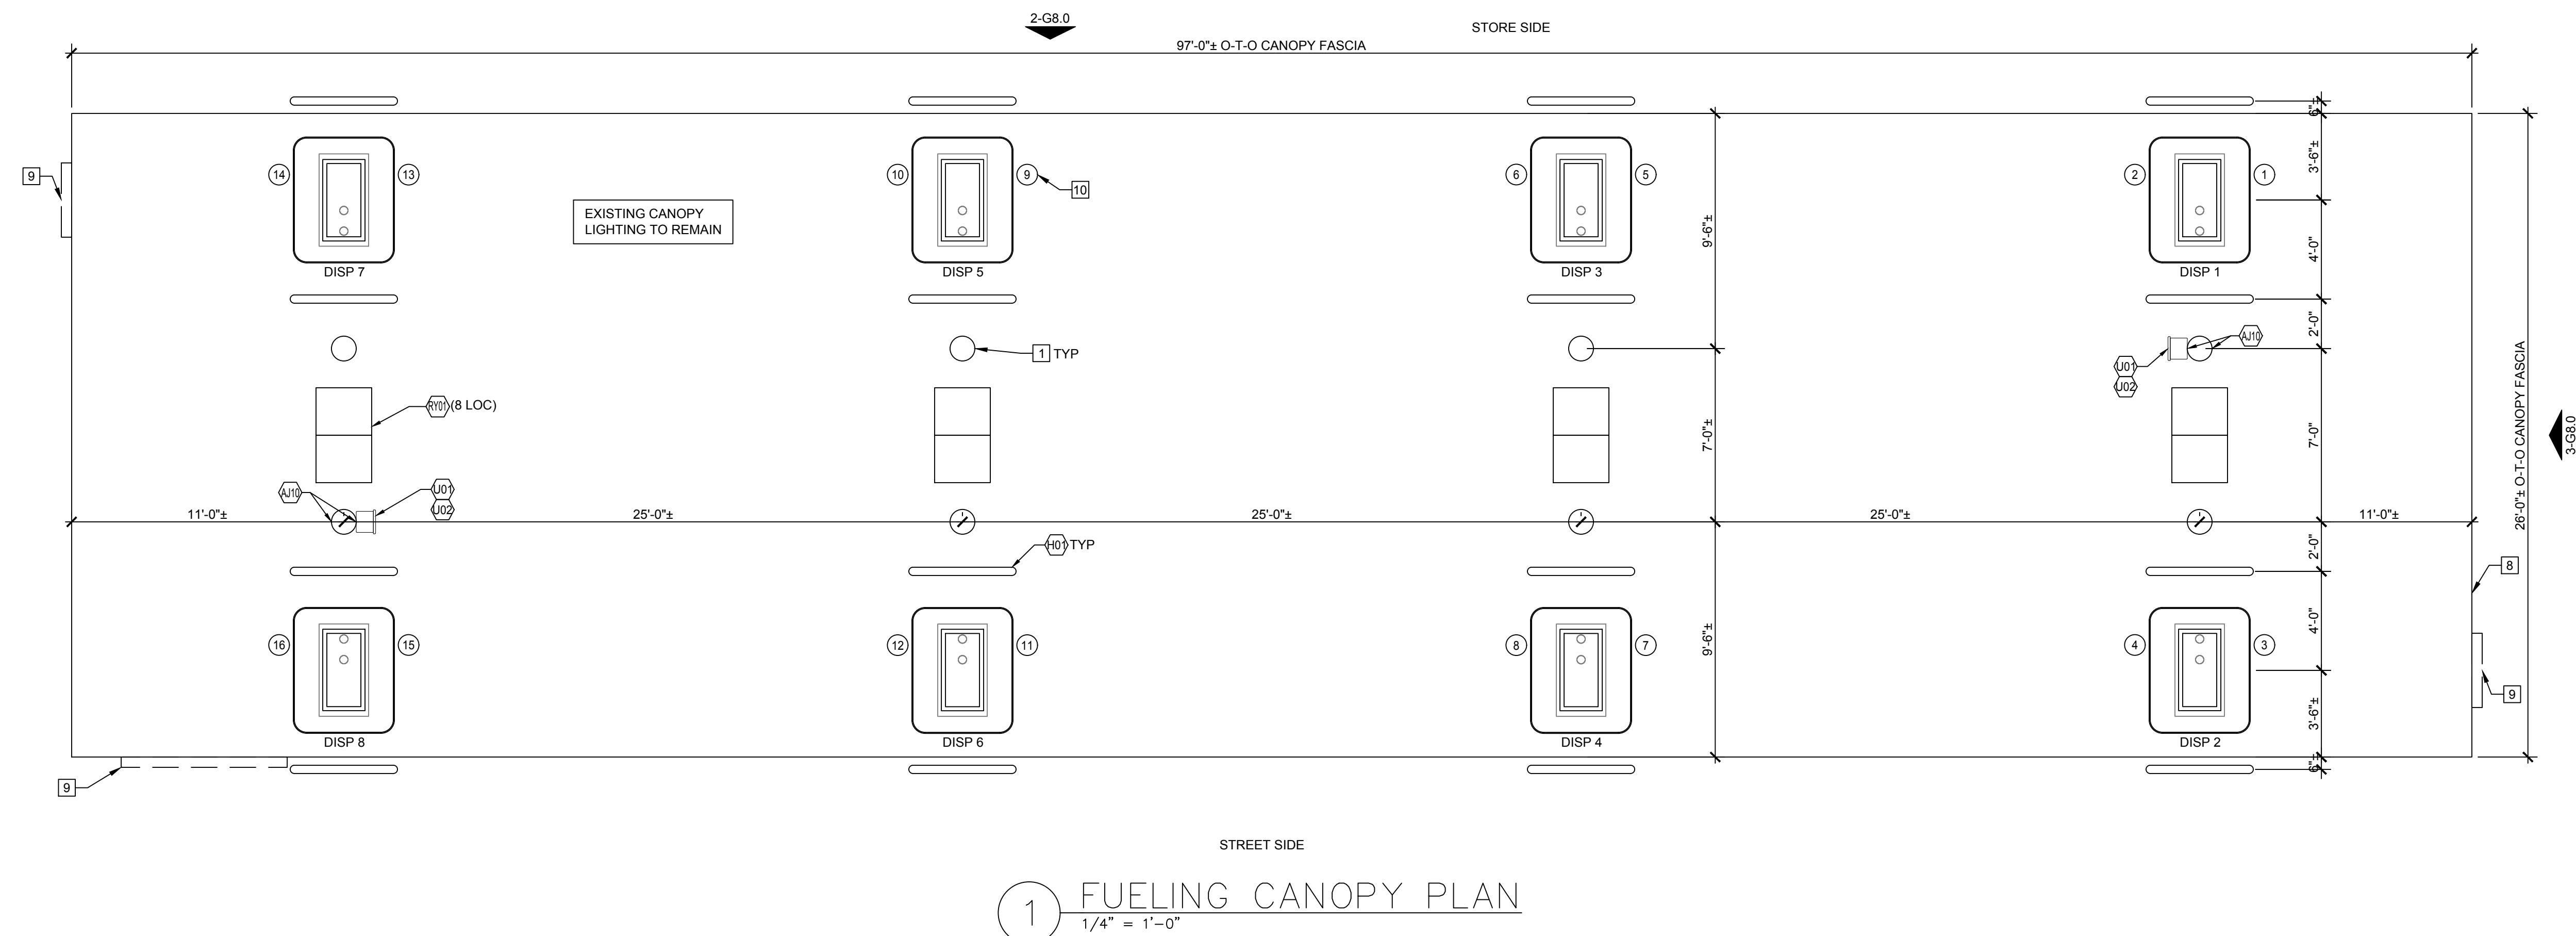 2-G8.0
STORE SIDE
97'-0"± O-T-O CANOPY FASCIA
6"±
9
14
13
10
9
10
6
5
2
1
3'-6"±
EXISTING CANOPY
LIGHTING TO REMAIN
9'-6"±
4'-0"
DISP 7
DISP 5
DISP 3
DISP 1
2'-0"
AJ10
1 TYP
U01
U02
26'-0"± O-T-O CANOPY FASCIA
RY01 (8 LOC)
7'-0"±
7'-0"
3-G8.0
AJ10
U01
U02
11'-0"±
25'-0"±
25'-0"±
25'-0"±
11'-0"±
H01 TYP
2'-0"
8
16
15
12
11
8
7
4
3
4'-0"
9'-6"±
9
3'-6"±
DISP 8
DISP 6
DISP 4
DISP 2
6"±
9
STREET SIDE
1
FUELING CANOPY PLAN
1/4" = 1'-0"